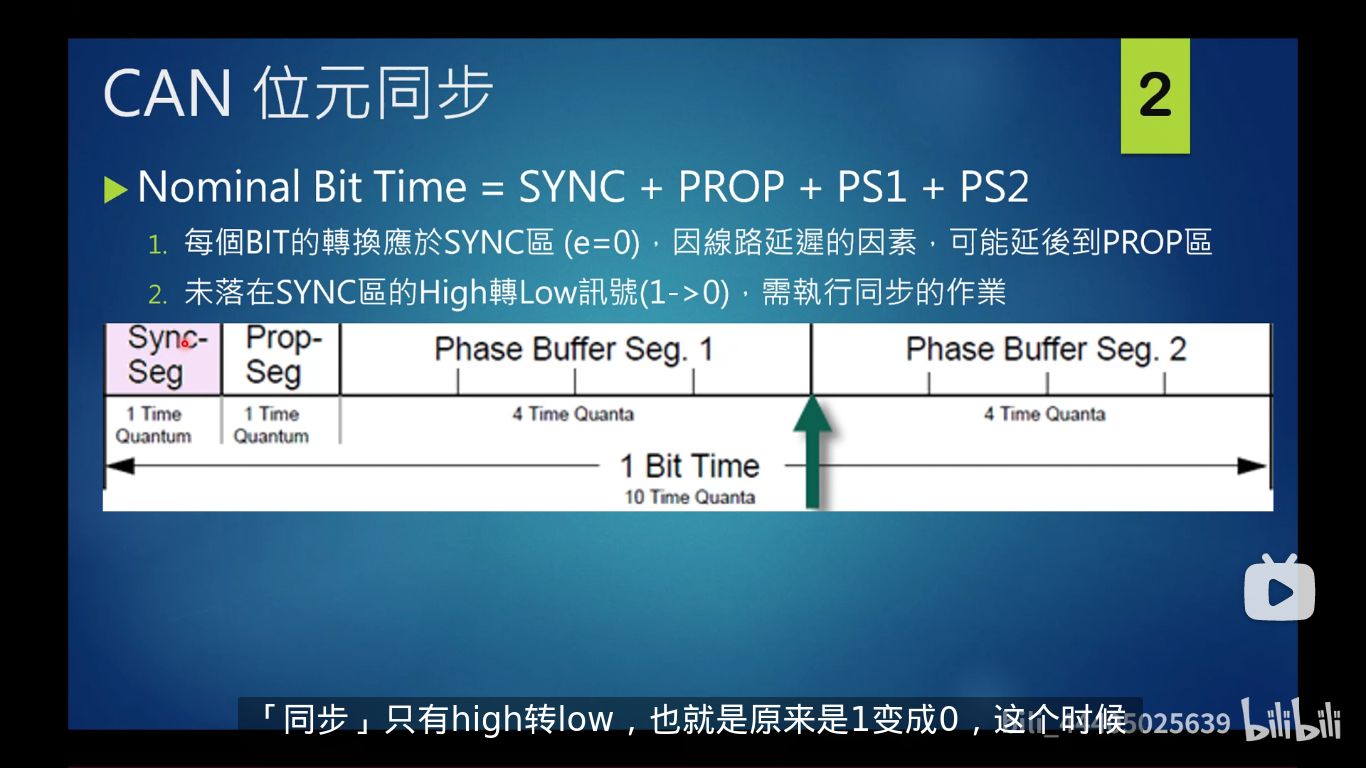 CAN 位元同步
2
Nominal Bit Time = SYNC + PROP + PS1 + PS2
1. 每個BIT的轉換應於SYNC區 (e=0)，因線路延遲的因素，可能延後到PROP區
2. 未落在SYNC區的High轉Low訊號(1->0)，需執行同步的作業
Sync-
Seg
Prop-
Seg
Phase Buffer Seg. 1
Phase Buffer Seg. 2
1 Time
Quantum
1 Time
Quantum
4 Time Quanta
4 Time Quanta
1 Bit Time
10 Time Quanta
「同步」只有high转low，也就是原来是1变成0，这个时候
bilibili